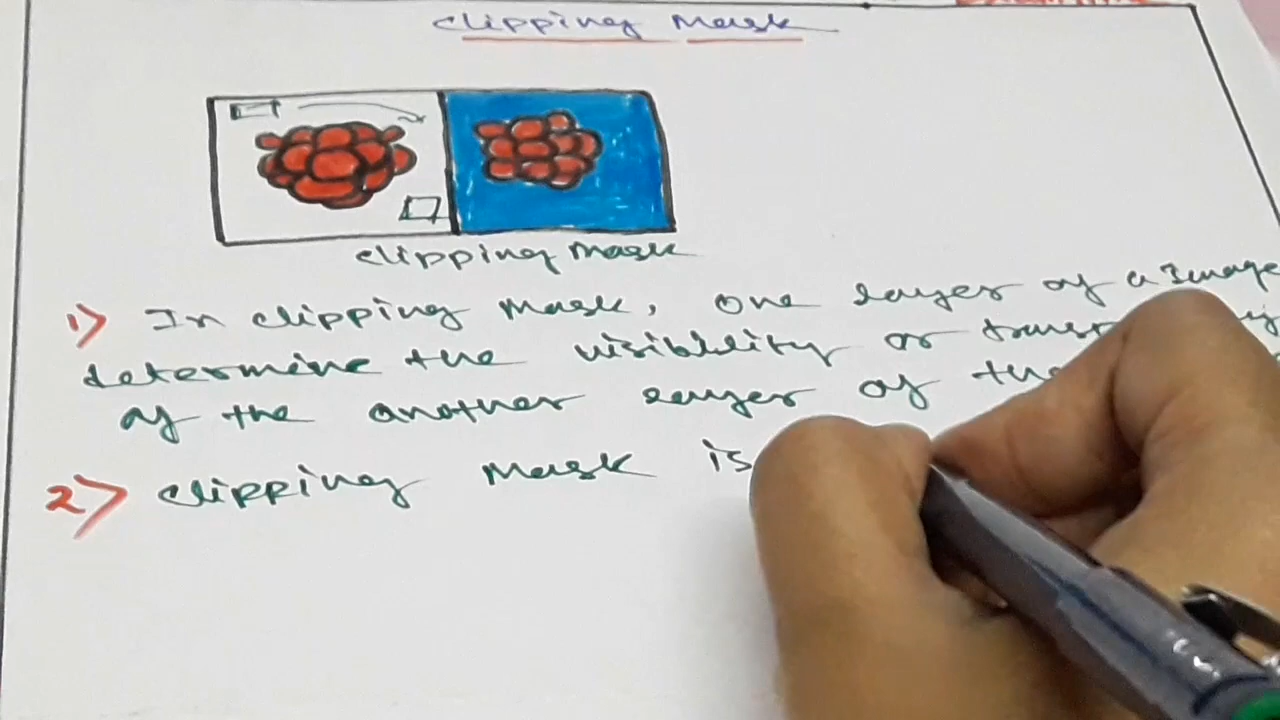 Clipping Mask
Clipping Mask
1) In clipping Mask, One layer of a Image
determine the visibility or
of the another layer of the
2) Clipping Mask is